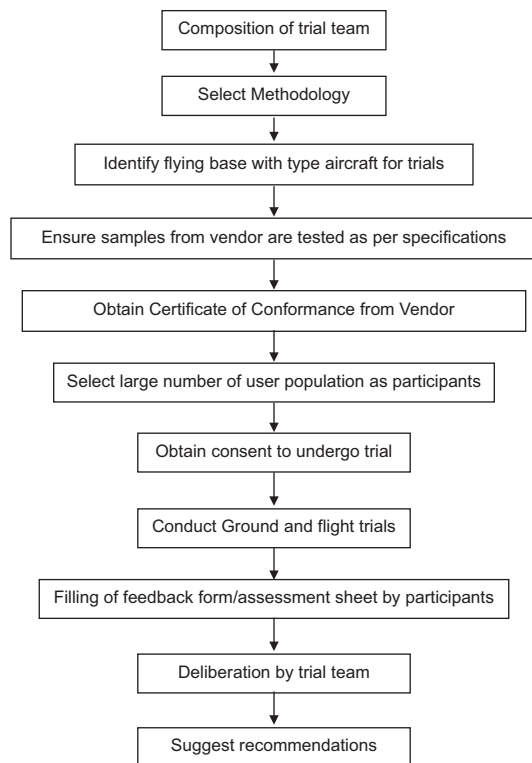 Composition of trial team
Select Methodology
Identify flying base with type aircraft for trials
Ensure samples from vendor are tested as per specifications
Obtain Certificate of Conformance from Vendor
Select large number of user population as participants
Obtain consent to undergo trial
Conduct Ground and flight trials
Filling of feedback form/assessment sheet by participants
Deliberation by trial team
Suggest recommendations